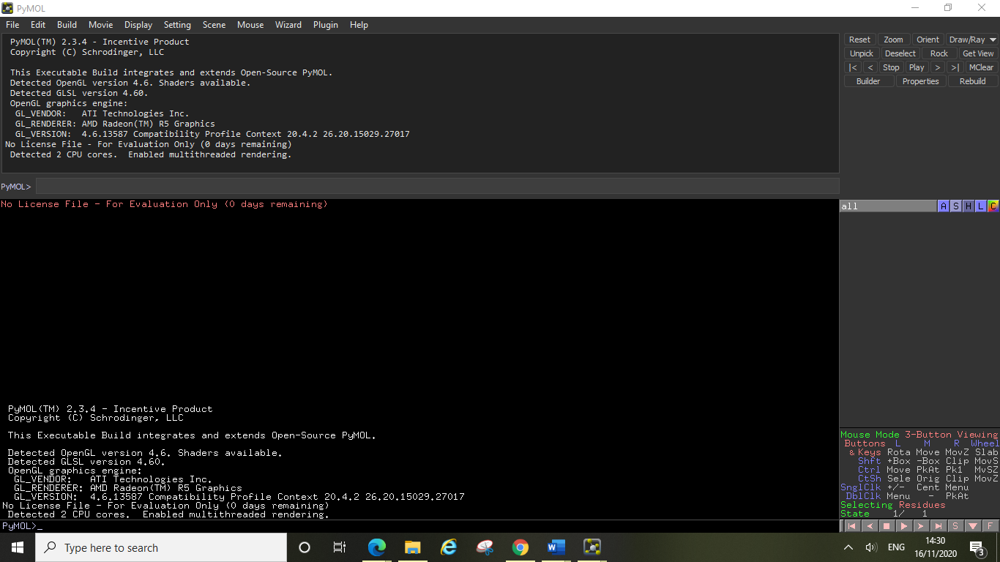 PyMOL
File Edit Build Movie Display Setting Scene Mouse Wizard Plugin Help
PyMOL(TM) 2.3.4 - Incentive Product
Copyright (C) Schrodinger, LLC
This Executable Build integrates and extends Open-Source PyMOL.
Detected OpenGL version 4.6. Shaders available.
Detected GLSL version 4.60.
OpenGL graphics engine:
GL_VENDOR: ATI Technologies Inc.
GL_RENDERER: AMD Radeon(TM) R5 Graphics
GL_VERSION: 4.6.13587 Compatibility Profile Context 20.4.2 26.20.15029.27017
No License File - For Evaluation Only (0 days remaining)
Detected 2 CPU cores. Enabled multithreaded rendering.
PyMOL>
Reset Zoom Orient Draw/Ray
Unpick Deselect Rock Get View
|< < Stop Play > >| MClear
Builder Properties Rebuild
No License File - For Evaluation Only (0 days remaining)
all A S H L C
PyMOL(TM) 2.3.4 - Incentive Product
Copyright (C) Schrodinger, LLC
This Executable Build integrates and extends Open-Source PyMOL.
Detected OpenGL version 4.6. Shaders available.
Detected GLSL version 4.60.
OpenGL graphics engine:
GL_VENDOR: ATI Technologies Inc.
GL_RENDERER: AMD Radeon(TM) R5 Graphics
GL_VERSION: 4.6.13587 Compatibility Profile Context 20.4.2 26.20.15029.27017
No License File - For Evaluation Only (0 days remaining)
Detected 2 CPU cores. Enabled multithreaded rendering.
PyMOL>_
Mouse Mode 3-Button Viewing
Buttons L M R Wheel
& Keys Rota Move MovZ Slab
Shft +Box -Box Clip MovS
Ctrl Move PkAt Pk1 MvSZ
CtSh Sele Orig Clip MovZ
SnglClk +/- Cent Menu
DblClk Menu - PkAt
Selecting Residues
State 1/ 1
S F
Type here to search
ENG
14:30
16/11/2020
3